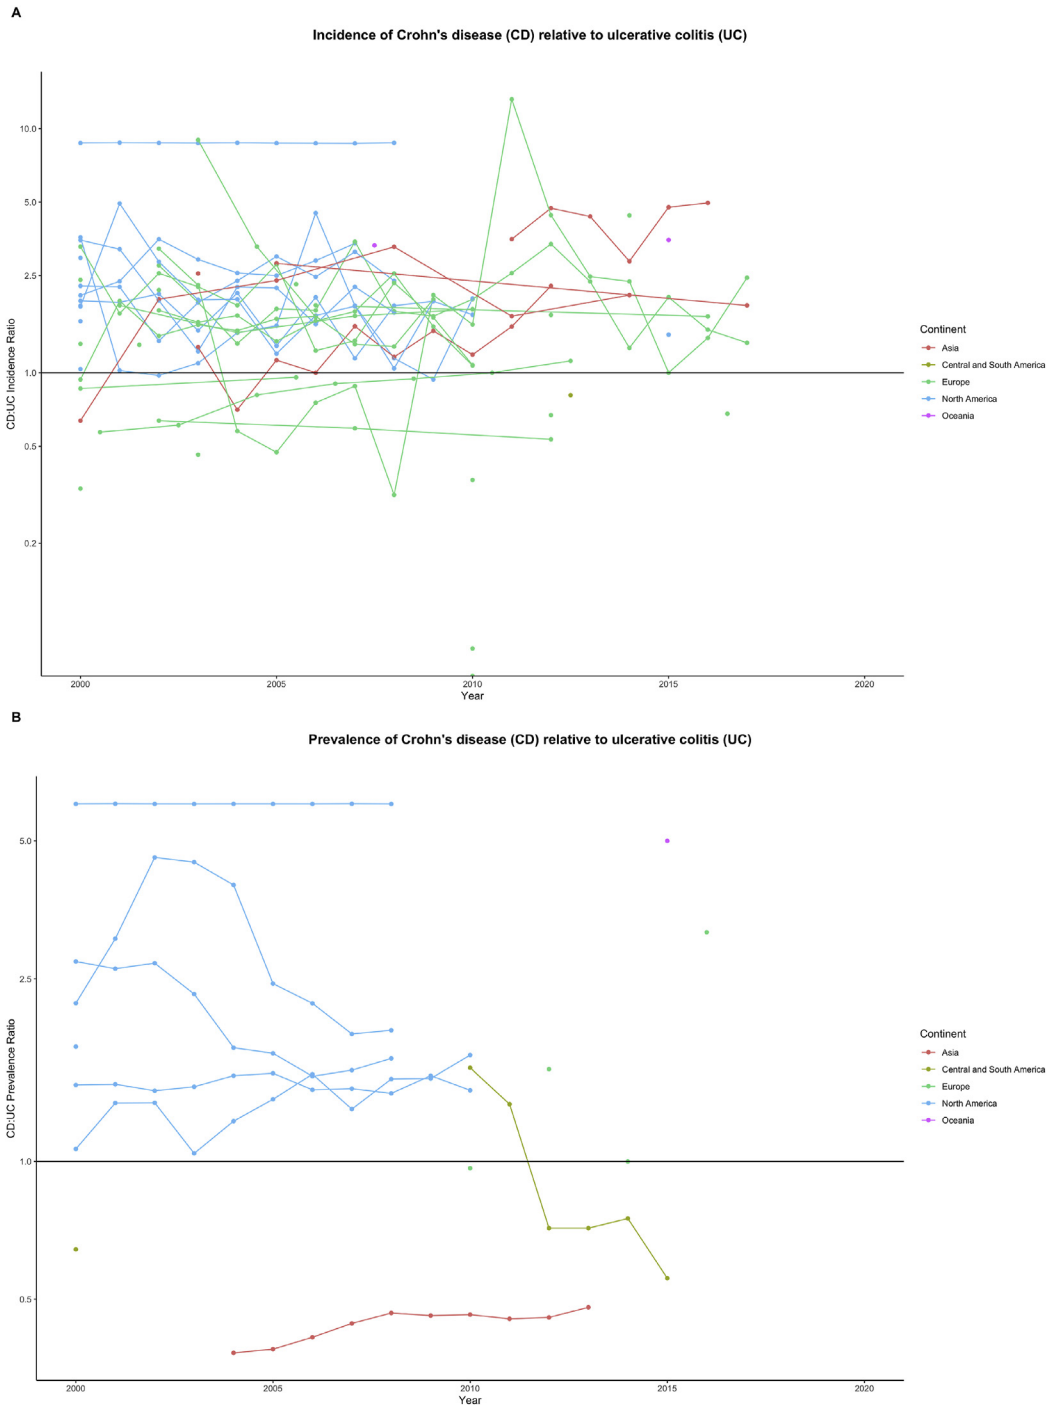 A
Incidence of Crohn's disease (CD) relative to ulcerative colitis (UC)
10.0
5.0
2.5
1.0
0.5
0.2
CD:UC Incidence Ratio
2000
2005
2010
2015
2020
Year
Continent
Asia
Central and South America
Europe
North America
Oceania
B
Prevalence of Crohn's disease (CD) relative to ulcerative colitis (UC)
5.0
2.5
1.0
0.5
CD:UC Prevalence Ratio
2000
2005
2010
2015
2020
Year
Continent
Asia
Central and South America
Europe
North America
Oceania